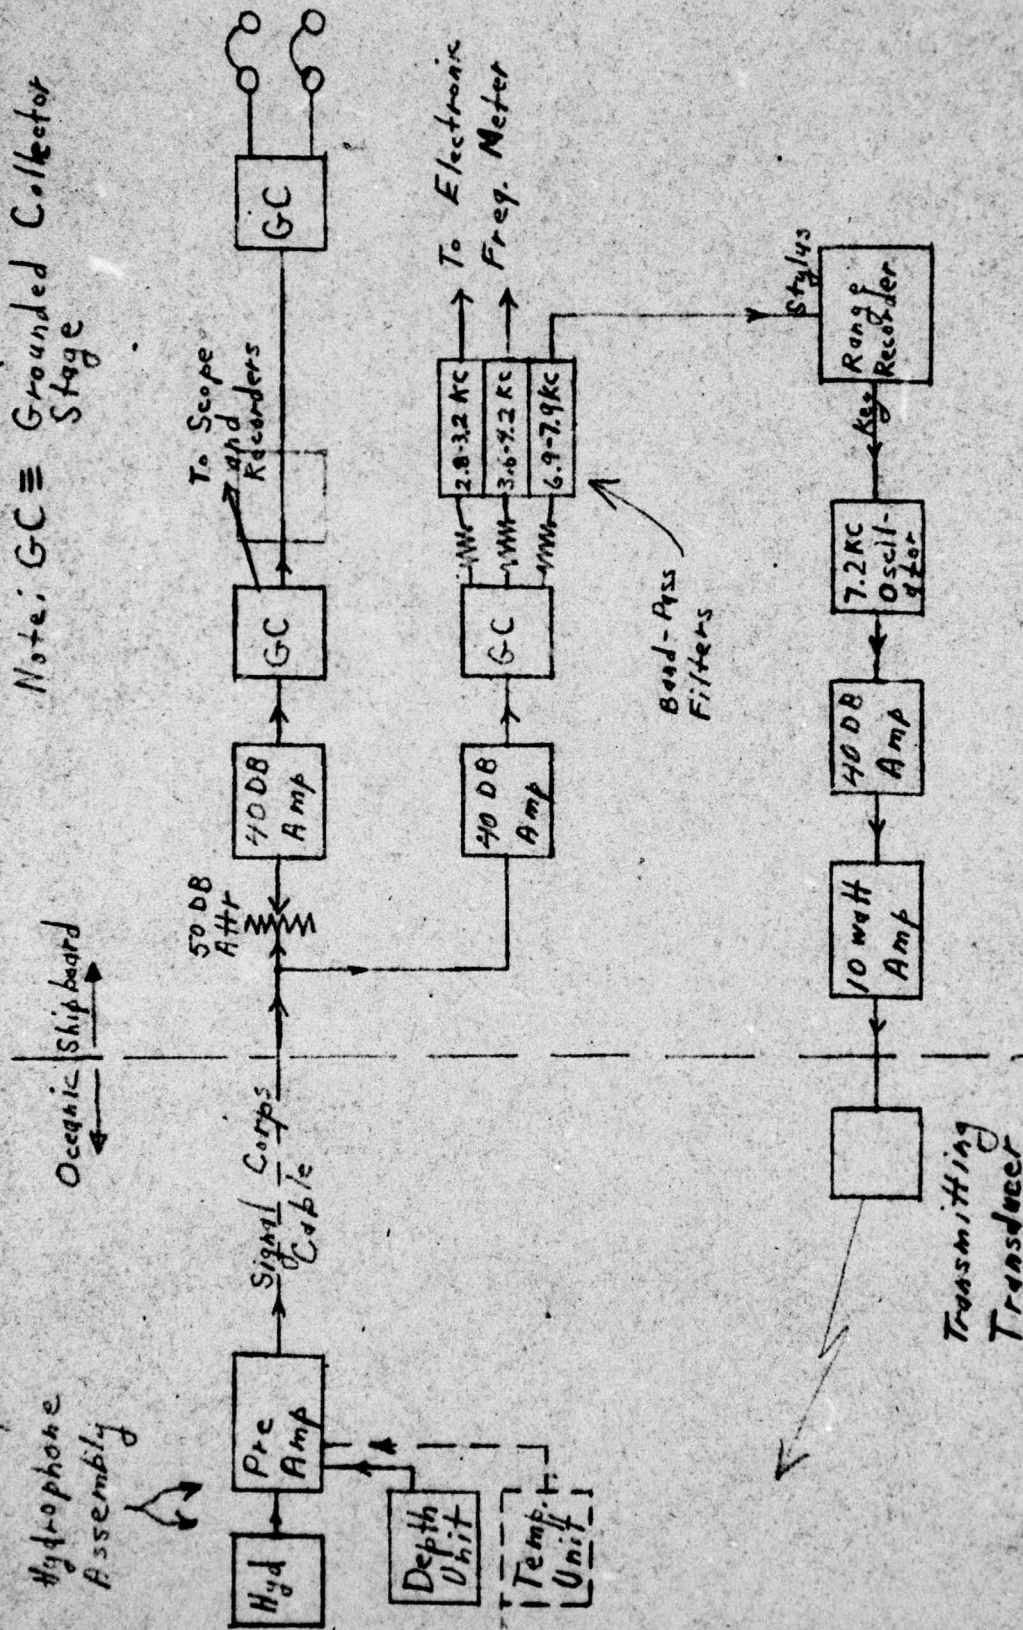 Note: GC ≡ Grounded Collector
Stage
Oceanic
Shipboard
Hydrophone
Assembly
Hyd
Pre
Amp
Depth
Unit
Temp.
Unit
Signal Corps
Cable
50 DB
Attr
40 DB
Amp
GC
To Scope
and
Recorders
GC
40 DB
Amp
GC
2.8-3.2 KC
3.6-4.2 KC
6.9-7.9 KC
To Electronic
Freq. Meter
Band-Pass
Filters
Stylus
Range
Recorder
Key
7.2 KC
Oscill-
ator
40 DB
Amp
10 watt
Amp
Transmitting
Transducer